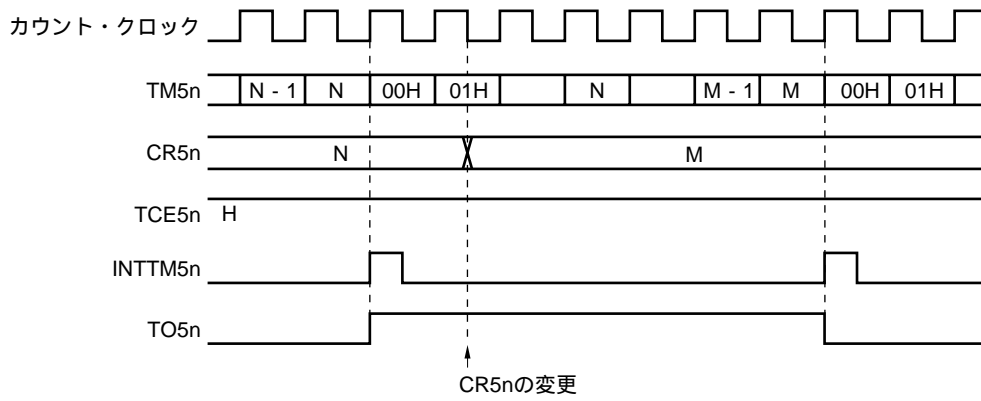 カウント・クロック
TM5n N - 1 N 00H 01H N M - 1 M 00H 01H
CR5n N M
TCE5n H
INTTM5n
TO5n
CR5nの変更